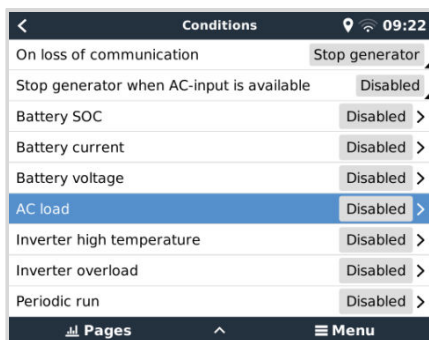 Conditions 09:22
On loss of communication Stop generator
Stop generator when AC-input is available Disabled
Battery SOC Disabled
Battery current Disabled
Battery voltage Disabled
AC load Disabled
Inverter high temperature Disabled
Inverter overload Disabled
Periodic run Disabled
Pages Menu